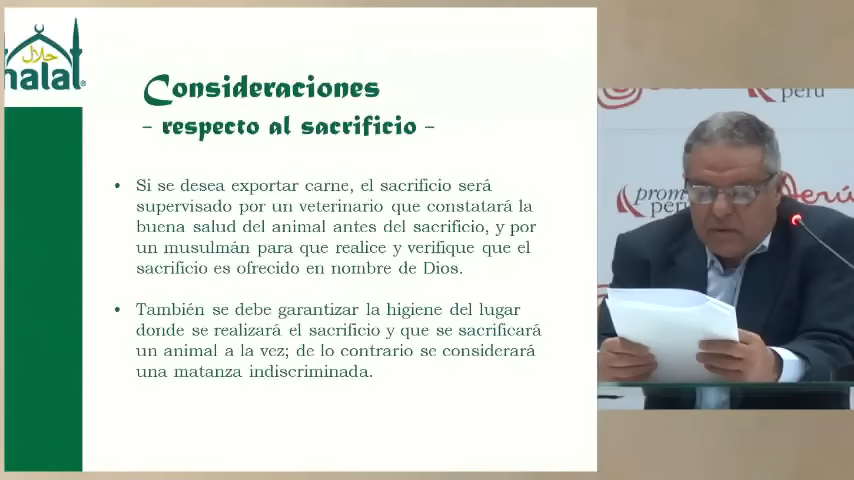 حلال
halal®
Consideraciones
- respecto al sacrificio -
• Si se desea exportar carne, el sacrificio será
supervisado por un veterinario que constatará la
buena salud del animal antes del sacrificio, y por
un musulmán para que realice y verifique que el
sacrificio es ofrecido en nombre de Dios.
• También se debe garantizar la higiene del lugar
donde se realizará el sacrificio y que se sacrificará
un animal a la vez; de lo contrario se considerará
una matanza indiscriminada.
perú
prom
perú
Perú